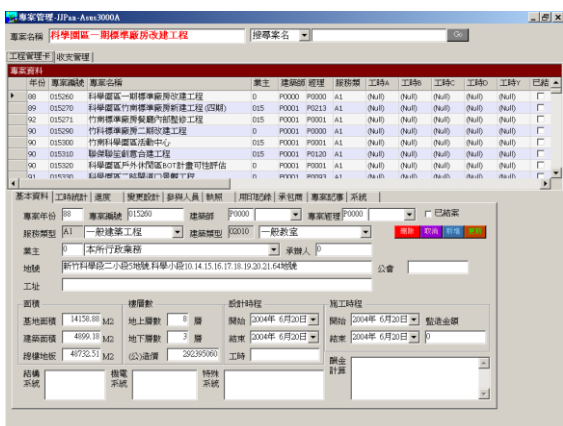 專案管理-JJPan-Asus3000A
專案名稱 科學園區一期標準廠房改建工程 搜尋案名 Go
工程管理卡 收支管理
專案資料
年份 專案編號 專案名稱 業主 建築師 經理 服務類 工時A 工時B 工時C 工時D 工時Y 已結
88 015260 科學園區一期標準廠房改建工程 0 P0000 P0000 A1 (Null) (Null) (Null) (Null) (Null)
89 015270 科學園區竹南標準廠房新建工程(四期) 015 P0001 P0213 A1 (Null) (Null) (Null) (Null) (Null)
92 015271 竹南標準廠房餐廳內部整修工程 015 P0001 P0001 A1 (Null) (Null) (Null) (Null) (Null)
90 015290 竹科標準廠房二期改建工程 0 P0000 P0000 A1 (Null) (Null) (Null) (Null) (Null)
90 015300 竹南科學園區活動中心 015 P0001 P0001 A1 (Null) (Null) (Null) (Null) (Null)
90 015310 聯傑聯笙創意合建工程 015 P0001 P0120 A1 (Null) (Null) (Null) (Null) (Null)
90 015320 科學園區戶外休閒區BOT計畫可性評估 0 P0001 P0001 A1 (Null) (Null) (Null) (Null) (Null)
91 015330 P0001 P0093 A1 (Null) (Null) (Null) (Null) (Null)
基本資料 工時統計 進度 變更設計 參與人員 執照 用印記錄 承包商 專案記事 系統
專案年份 88 專案編號 015260 建築師 P0000 專案經理 P0000 已結案
服務類型 A1 一般建築工程 建築類型 02010 一般教室 刪除 取消 新增 更新
業主 0 本所行政業務 承辦人 0
地號 新竹科學段二小段5地號.科學小段10.14.15.16.17.18.19.20.21.64地號 公會
工址
面積 樓層數 設計時程 施工時程
基地面積 14158.88 M2 地上層數 8 層 開始 2004年 6月20日 開始 2004年 6月20日 監造金額
建築面積 4899.18 M2 地下層數 3 層 結束 2004年 6月20日 結束 2004年 6月20日 0
總樓地板 48732.51 M2 (公)造價 292395060 工時 酬金計算
結構系統 機電系統 特殊系統